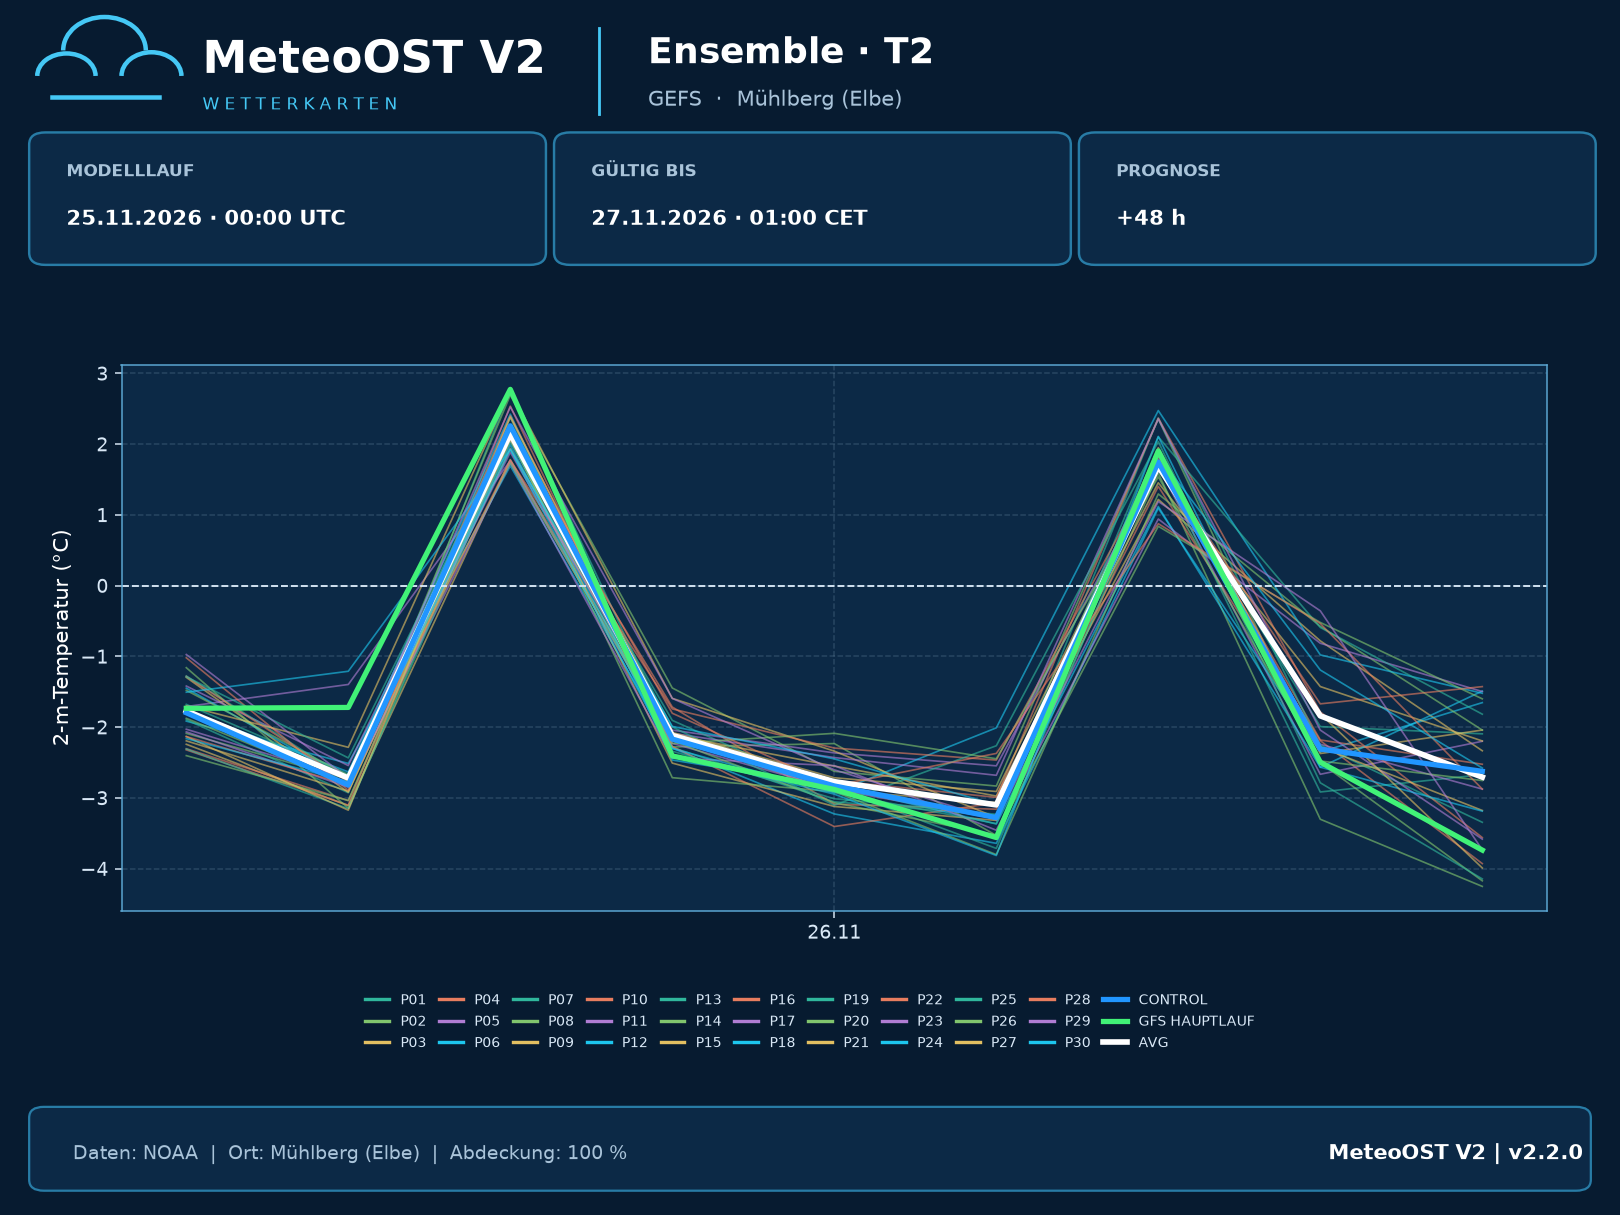 MeteoOST V2
WETTERKARTEN
Ensemble · T2
GEFS · Mühlberg (Elbe)
MODELLLAUF
25.11.2026 · 00:00 UTC
GÜLTIG BIS
27.11.2026 · 01:00 CET
PROGNOSE
+48 h
2-m-Temperatur (°C)
3
2
1
0
−1
−2
−3
−4
26.11
P01 P04 P07 P10 P13 P16 P19 P22 P25 P28 CONTROL
P02 P05 P08 P11 P14 P17 P20 P23 P26 P29 GFS HAUPTLAUF
P03 P06 P09 P12 P15 P18 P21 P24 P27 P30 AVG
Daten: NOAA | Ort: Mühlberg (Elbe) | Abdeckung: 100 %
MeteoOST V2 | v2.2.0